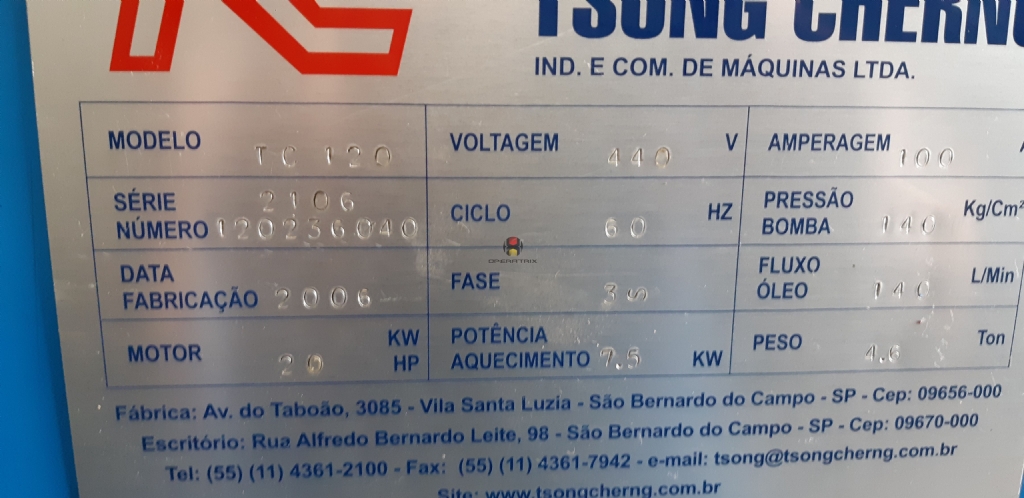 TSONG CHERNG
IND. E COM. DE MÁQUINAS LTDA.
MODELO TC 120
VOLTAGEM 440 V
AMPERAGEM 100
SÉRIE 2106
NÚMERO 120236040
CICLO 60 HZ
PRESSÃO
BOMBA 140 Kg/Cm²
DATA
FABRICAÇÃO 2006
FASE 3
FLUXO
ÓLEO 140 L/Min
MOTOR 20 KW
HP
POTÊNCIA
AQUECIMENTO 7.5 KW
PESO 4.6 Ton
OPENATRIX
Fábrica: Av. do Taboão, 3085 - Vila Santa Luzia - São Bernardo do Campo - SP - Cep: 09656-000
Escritório: Rua Alfredo Bernardo Leite, 98 - São Bernardo do Campo - SP - Cep: 09670-000
Tel: (55) (11) 4361-2100 - Fax: (55) (11) 4361-7942 - e-mail: tsong@tsongcherng.com.br
Site: www.tsongcherng.com.br